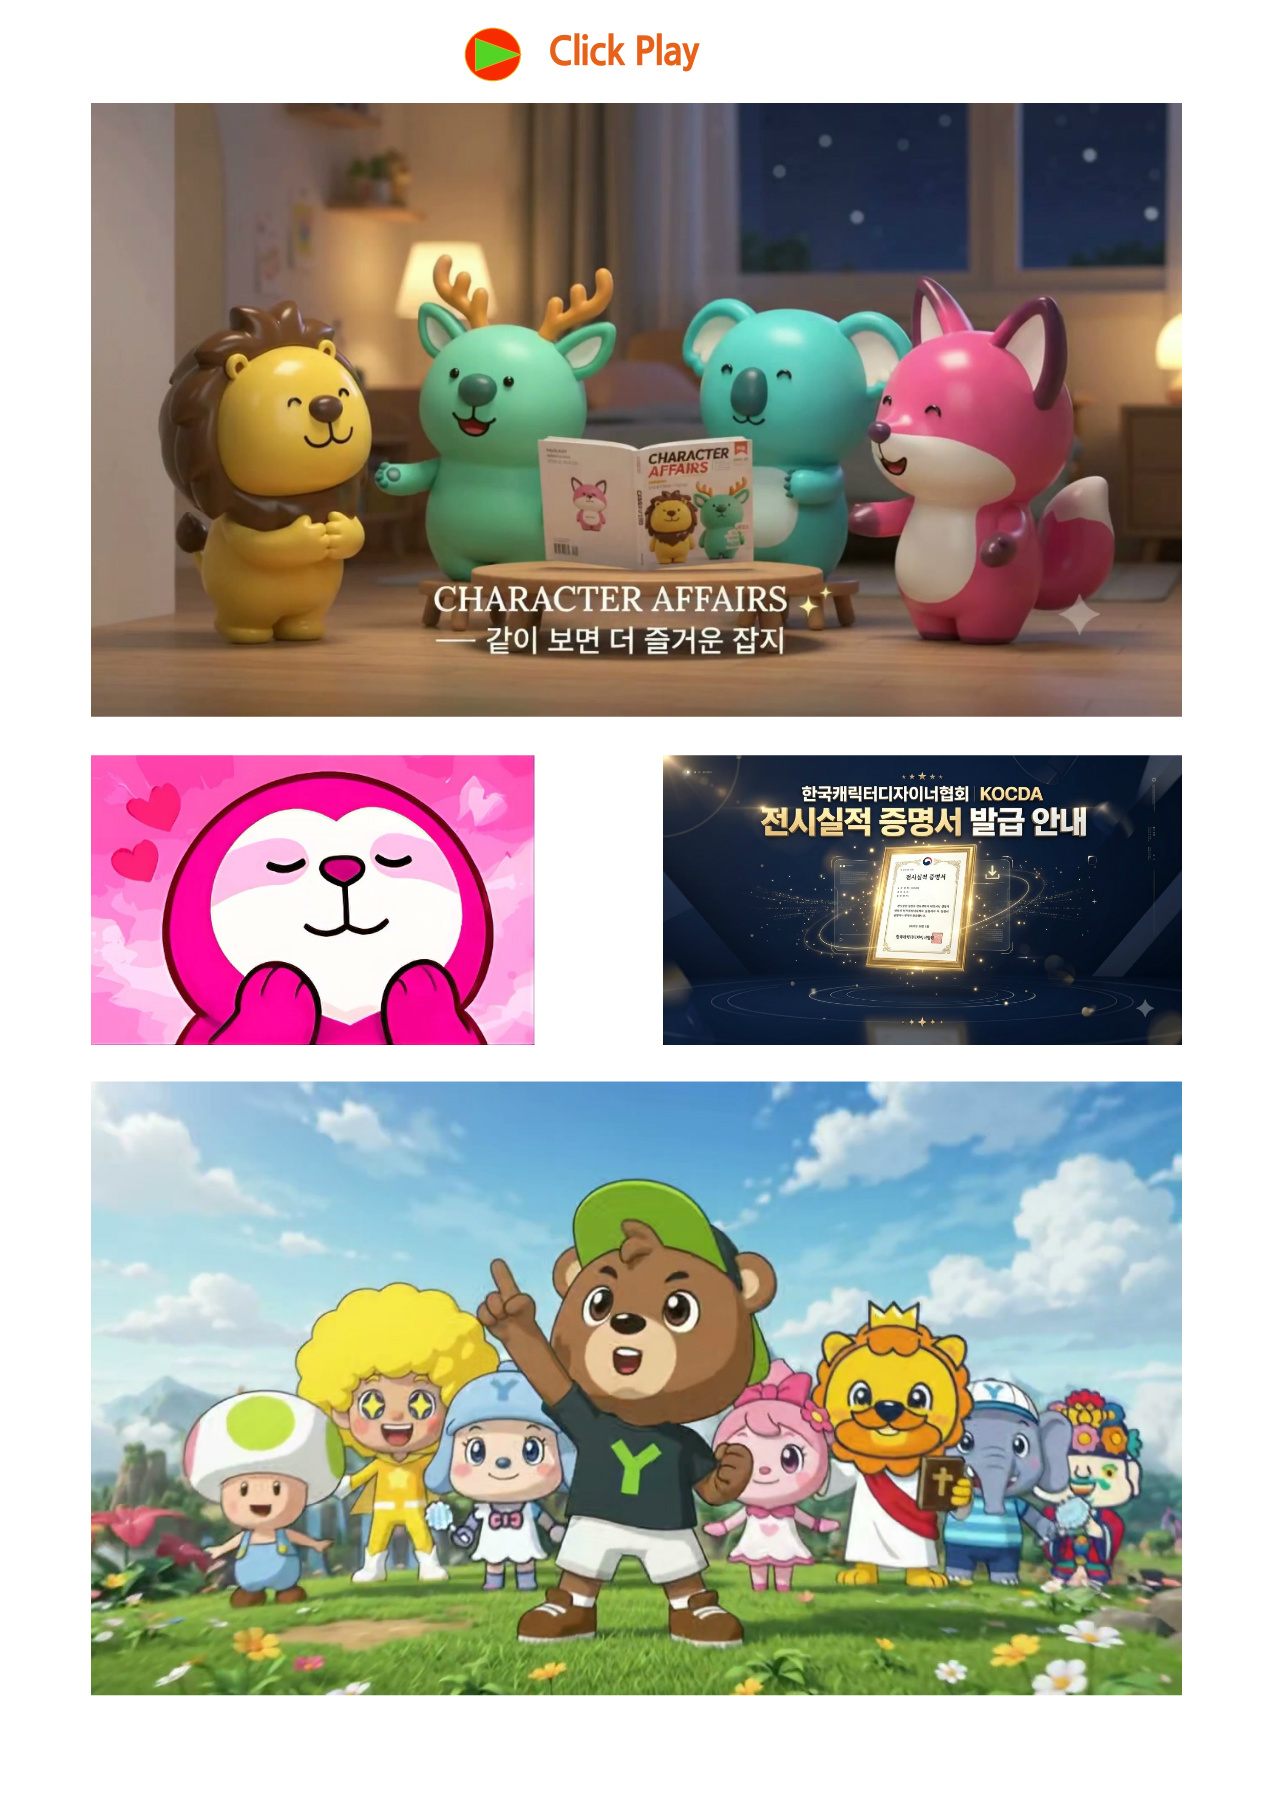 Click Play
CHARACTER
AFFAIRS
CHARACTER AFFAIRS
같이 보면 더 즐거운 잡지
한국캐릭터디자이너협회 | KOCDA
전시실적 증명서 발급 안내
전시실적 증명서
Y
Y
Y